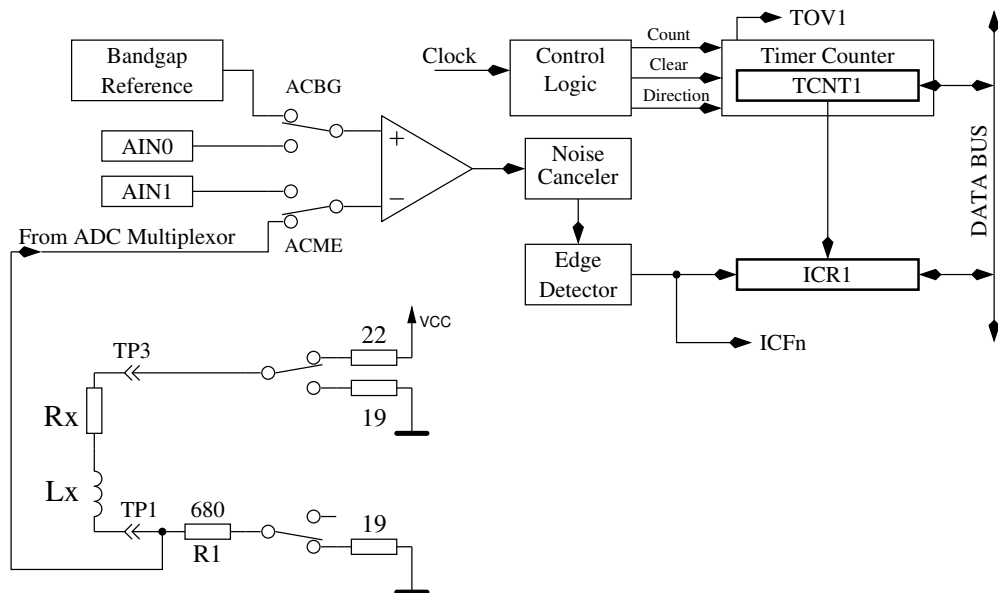 Bandgap
Reference
ACBG
AIN0
AIN1
ACME
From ADC Multiplexor
+
−
Clock
Control
Logic
Count
Clear
Direction
TOV1
Timer Counter
TCNT1
DATA BUS
Noise
Canceler
Edge
Detector
ICR1
ICFn
VCC
22
TP3
19
Rx
Lx
TP1
680
R1
19